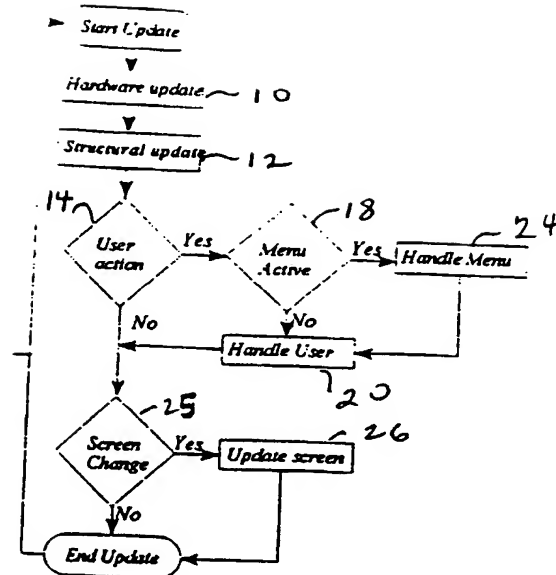 Start Update
Hardware update
10
Structural update
12
14
User
action
Yes
18
Menu
Active
Yes
24
Handle Menu
No
No
Handle User
20
25
Screen
Change
Yes
26
Update screen
No
End Update